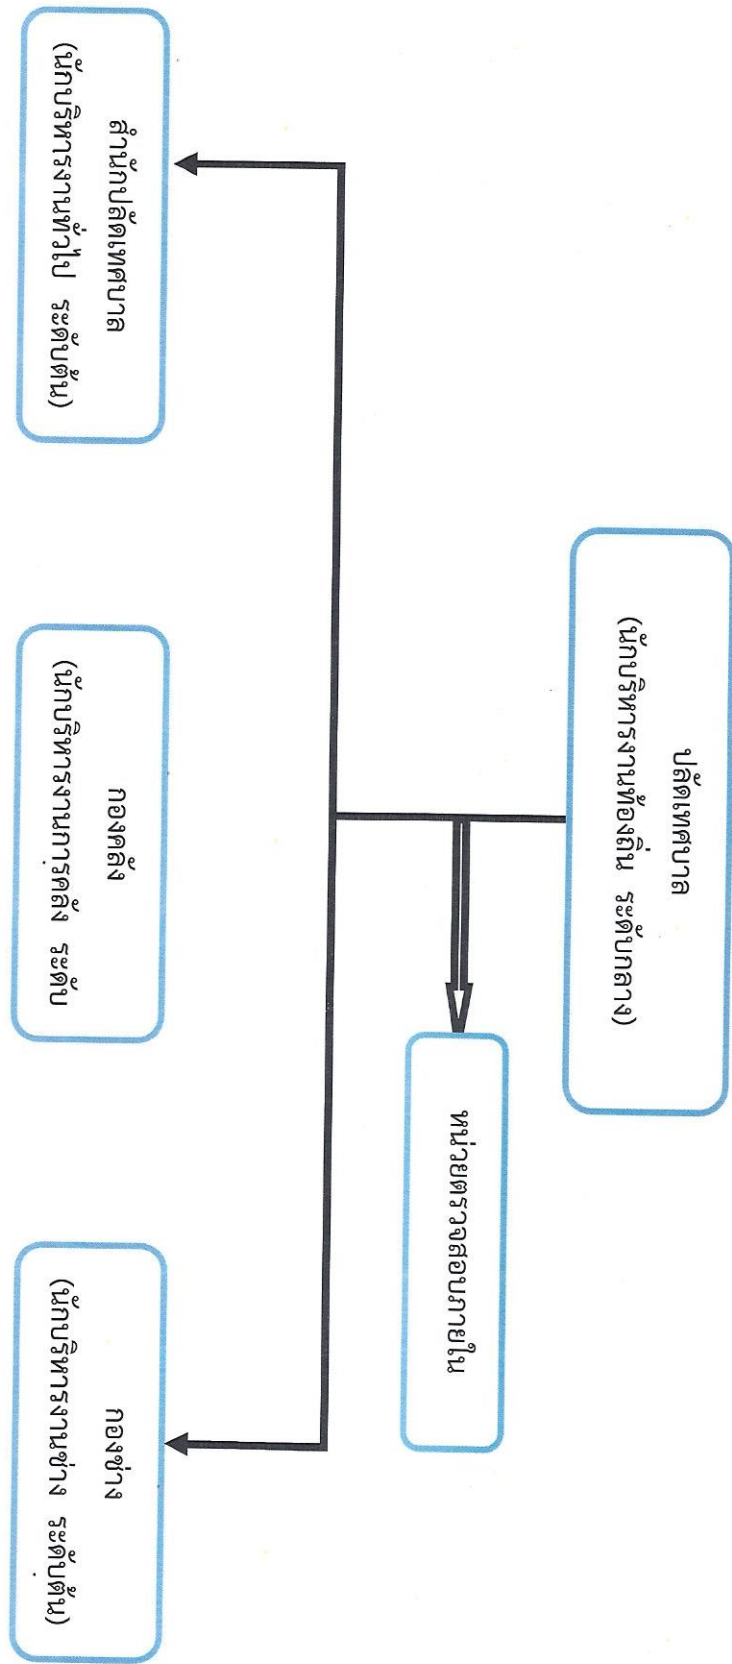 ปลัดเทศบาล
(นักบริหารงานท้องถิ่น ระดับกลาง)
หน่วยตรวจสอบภายใน
สำนักปลัดเทศบาล
(นักบริหารงานทั่วไป ระดับต้น)
กองคลัง
(นักบริหารงานการคลัง ระดับ
กองช่าง
(นักบริหารงานช่าง ระดับต้น)